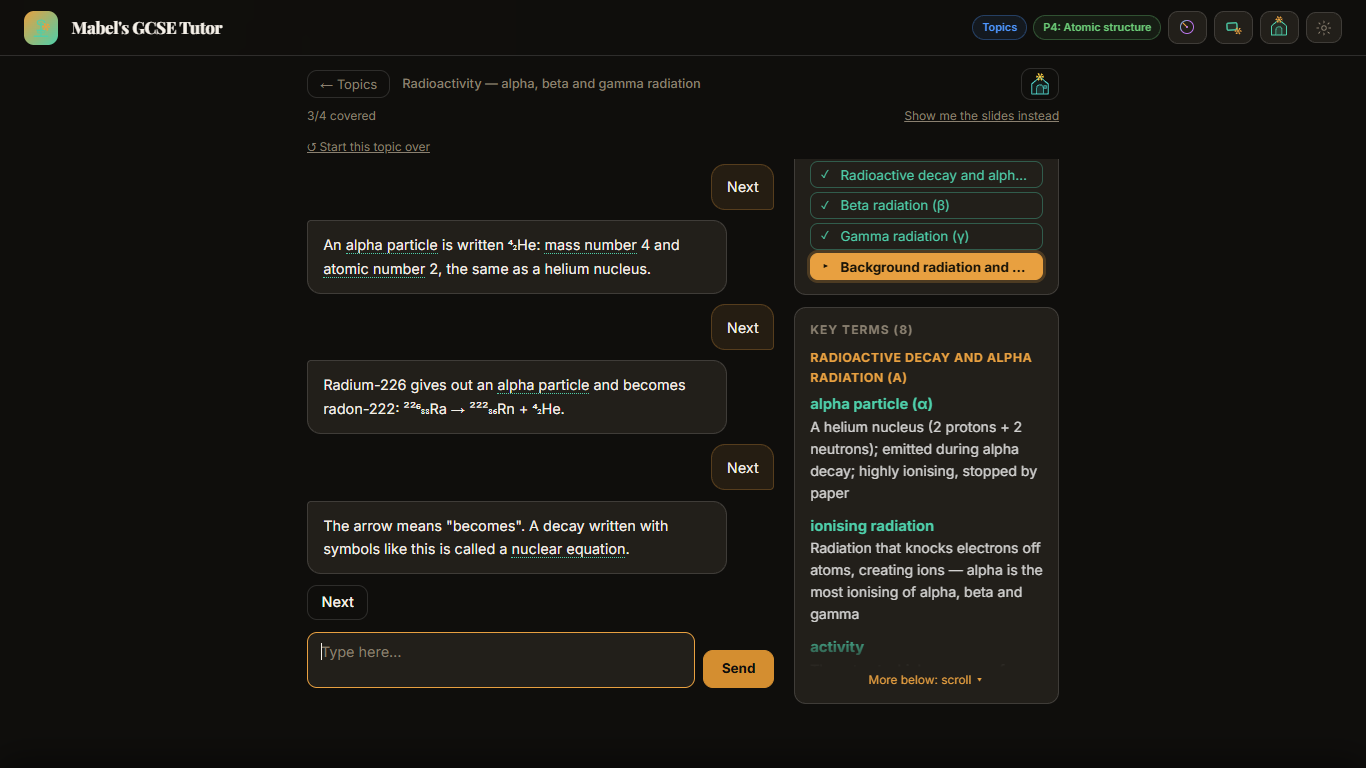 Mabel's GCSE Tutor
Topics
P4: Atomic structure
← Topics
Radioactivity — alpha, beta and gamma radiation
3/4 covered
Show me the slides instead
↺ Start this topic over
Next
An alpha particle is written ⁴₂He: mass number 4 and
atomic number 2, the same as a helium nucleus.
Next
Radium-226 gives out an alpha particle and becomes
radon-222: ²²⁶₈₈Ra → ²²²₈₆Rn + ⁴₂He.
Next
The arrow means "becomes". A decay written with
symbols like this is called a nuclear equation.
Next
Type here...
Send
✓ Radioactive decay and alph...
✓ Beta radiation (β)
✓ Gamma radiation (γ)
‣ Background radiation and ...
KEY TERMS (8)
RADIOACTIVE DECAY AND ALPHA
RADIATION (Α)
alpha particle (α)
A helium nucleus (2 protons + 2
neutrons); emitted during alpha
decay; highly ionising, stopped by
paper
ionising radiation
Radiation that knocks electrons off
atoms, creating ions — alpha is the
most ionising of alpha, beta and
gamma
activity
More below: scroll ▾